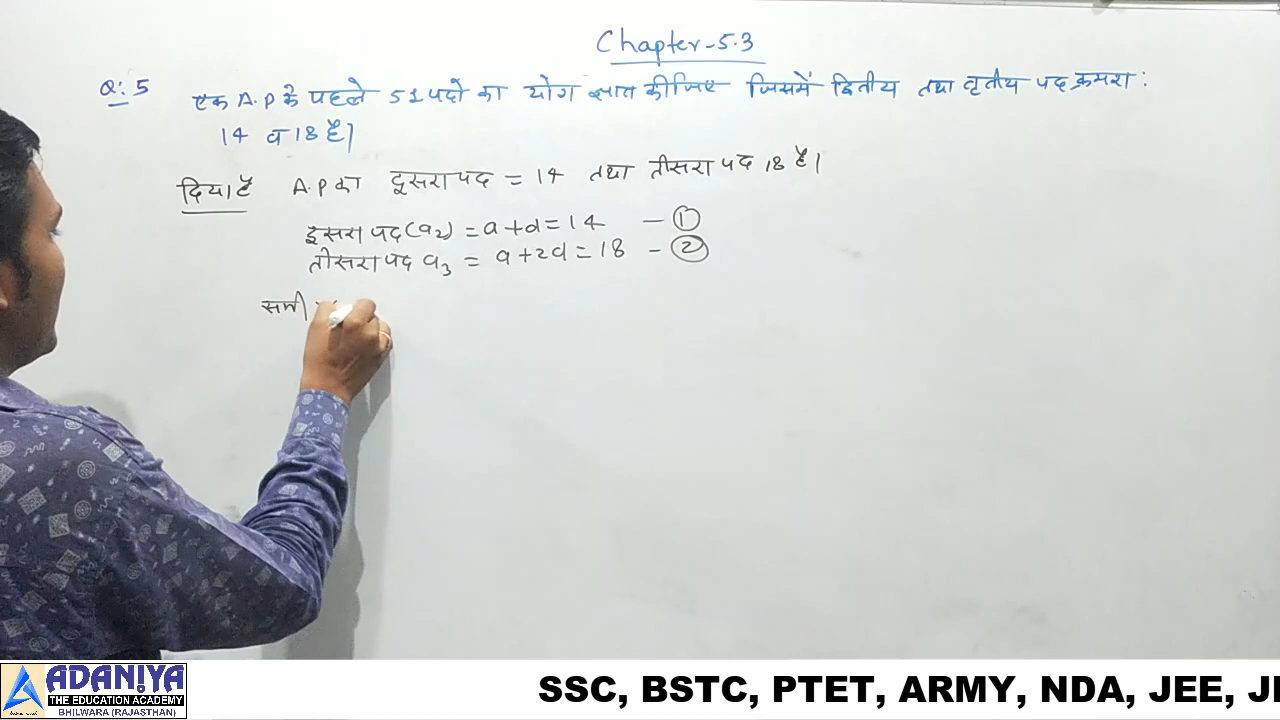 Chapter-5.3
Q: 5 एक A.P के पहले 51 पदो का योग ज्ञात कीजिए जिसमें द्वितीय तथा तृतीय पद क्रमश:
14 व 18 है।
दिया है A.P का दूसरा पद = 14 तथा तीसरा पद 18 है।
दूसरा पद (a2) = a+d=14 - 1
तीसरा पद a3 = a+2d=18 - 2
समी
ADANIYA
THE EDUCATION ACADEMY
BHILWARA (RAJASTHAN)
SSC, BSTC, PTET, ARMY, NDA, JEE,